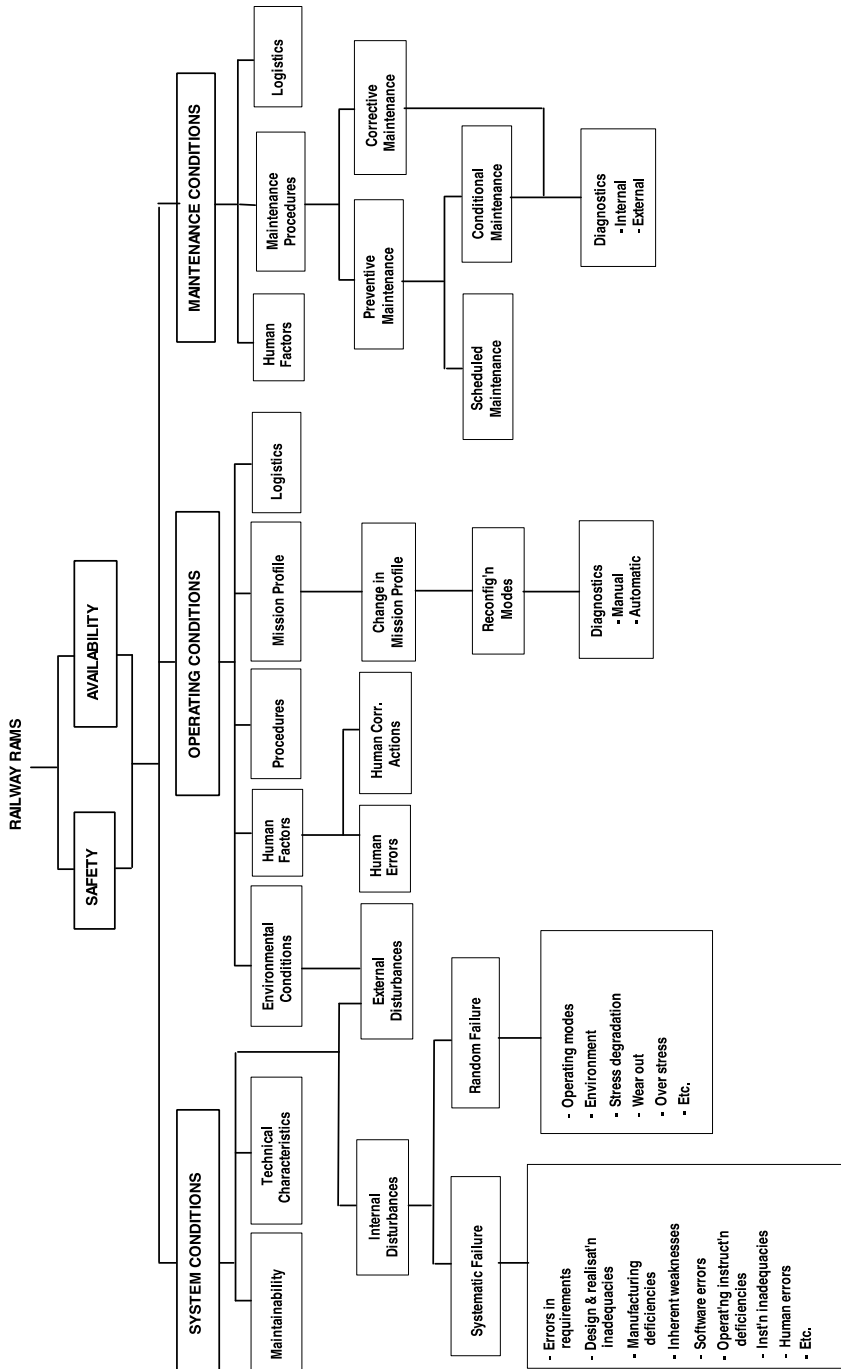 RAILWAY RAMS
SAFETY
AVAILABILITY
SYSTEM CONDITIONS
OPERATING CONDITIONS
MAINTENANCE CONDITIONS
Maintainability
Technical
Characteristics
Environmental
Conditions
Human
Factors
Procedures
Mission Profile
Logistics
Human
Factors
Maintenance
Procedures
Logistics
Internal
Disturbances
External
Disturbances
Human
Errors
Human Corr.
Actions
Change in
Mission Profile
Preventive
Maintenance
Corrective
Maintenance
Systematic Failure
Random Failure
Reconfig'n
Modes
Scheduled
Maintenance
Conditional
Maintenance
- Errors in
requirements
- Design & realisat'n
inadequacies
- Manufacturing
deficiencies
- Inherent weaknesses
- Software errors
- Operat'ng instruct'n
deficiencies
- Inst'n inadequacies
- Human errors
- Etc.
- Operating modes
- Environment
- Stress degradation
- Wear out
- Over stress
- Etc.
Diagnostics
- Manual
- Automatic
Diagnostics
- Internal
- External